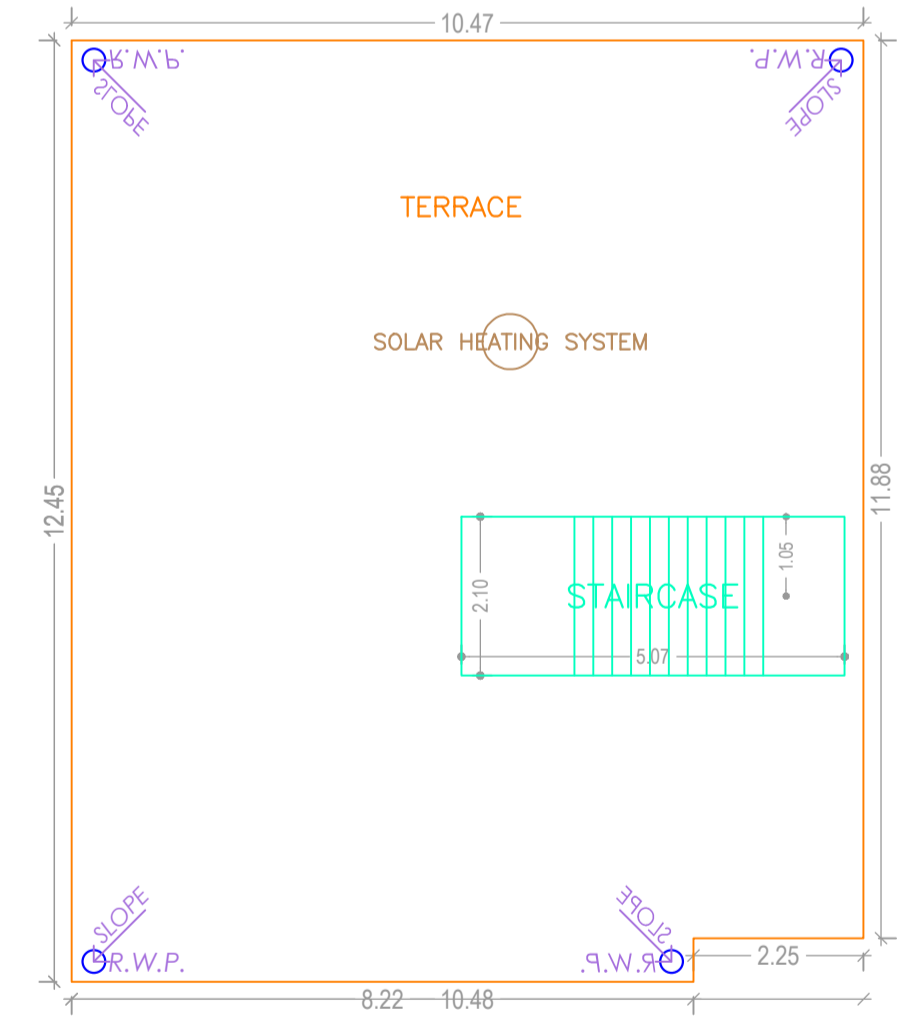 10.47
R.W.P. R.W.P.
SLOPE SLOPE
TERRACE
SOLAR HEATING SYSTEM
12.45
11.88
1.05
2.10
STAIRCASE
5.07
SLOPE SLOPE
R.W.P. R.W.P.
2.25
8.22 10.48